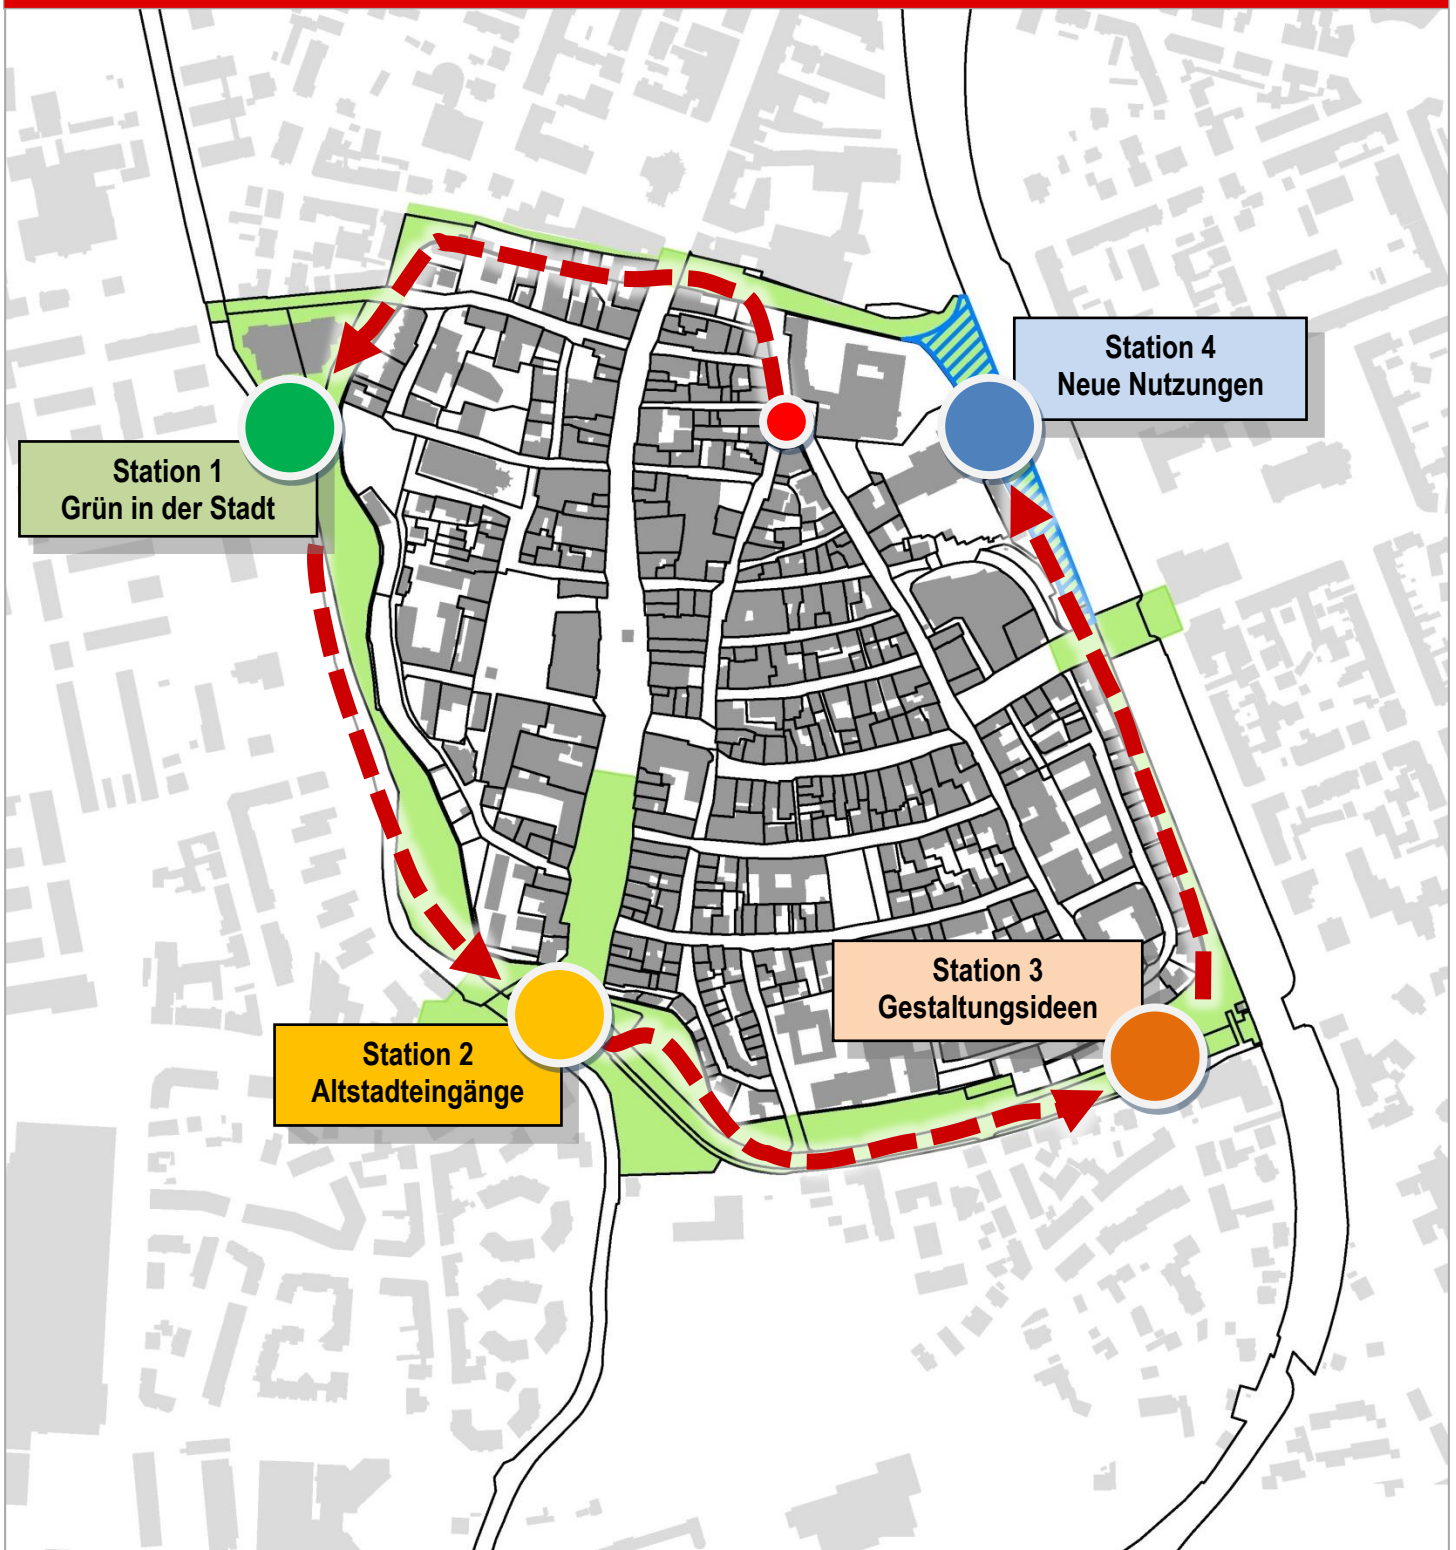 Station 4
Neue Nutzungen
Station 1
Grün in der Stadt
Station 3
Gestaltungsideen
Station 2
Altstadteingänge